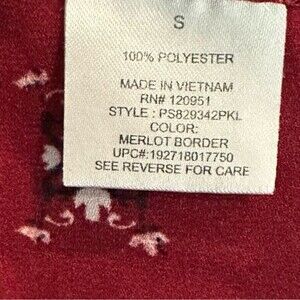 S
100% POLYESTER
MADE IN VIETNAM
RN# 120951
STYLE : PS829342PKL
COLOR:
MERLOT BORDER
UPC#:192718017750
SEE REVERSE FOR CARE